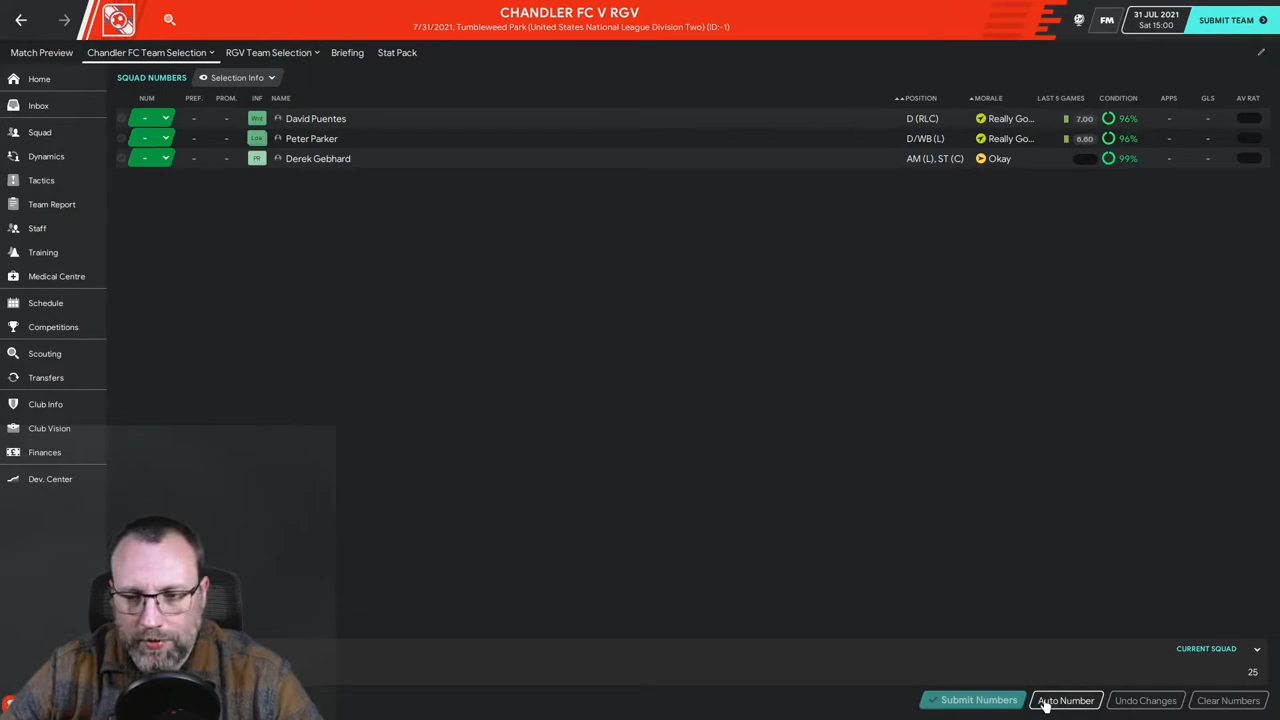 CHANDLER FC V RGV
7/31/2021, Tumbleweed Park (United States National League Division Two) (ID:-1)
FM
31 JUL 2021
Sat 15:00
SUBMIT TEAM
Match Preview
Chandler FC Team Selection
RGV Team Selection
Briefing
Stat Pack
Home
Inbox
Squad
Dynamics
Tactics
Team Report
Staff
Training
Medical Centre
Schedule
Competitions
Scouting
Transfers
Club Info
Club Vision
Finances
Dev. Center
SQUAD NUMBERS
Selection Info
NUM PREF. PROM. INF NAME POSITION MORALE LAST 5 GAMES CONDITION APPS GLS AV RAT
- - - Wnt David Puentes D (RLC) Really Go... 7.00 96% - -
- - - Loa Peter Parker D/WB (L) Really Go... 6.80 96% - -
- - - PR Derek Gebhard AM (L), ST (C) Okay 99% - -
CURRENT SQUAD
25
Submit Numbers
Auto Number
Undo Changes
Clear Numbers